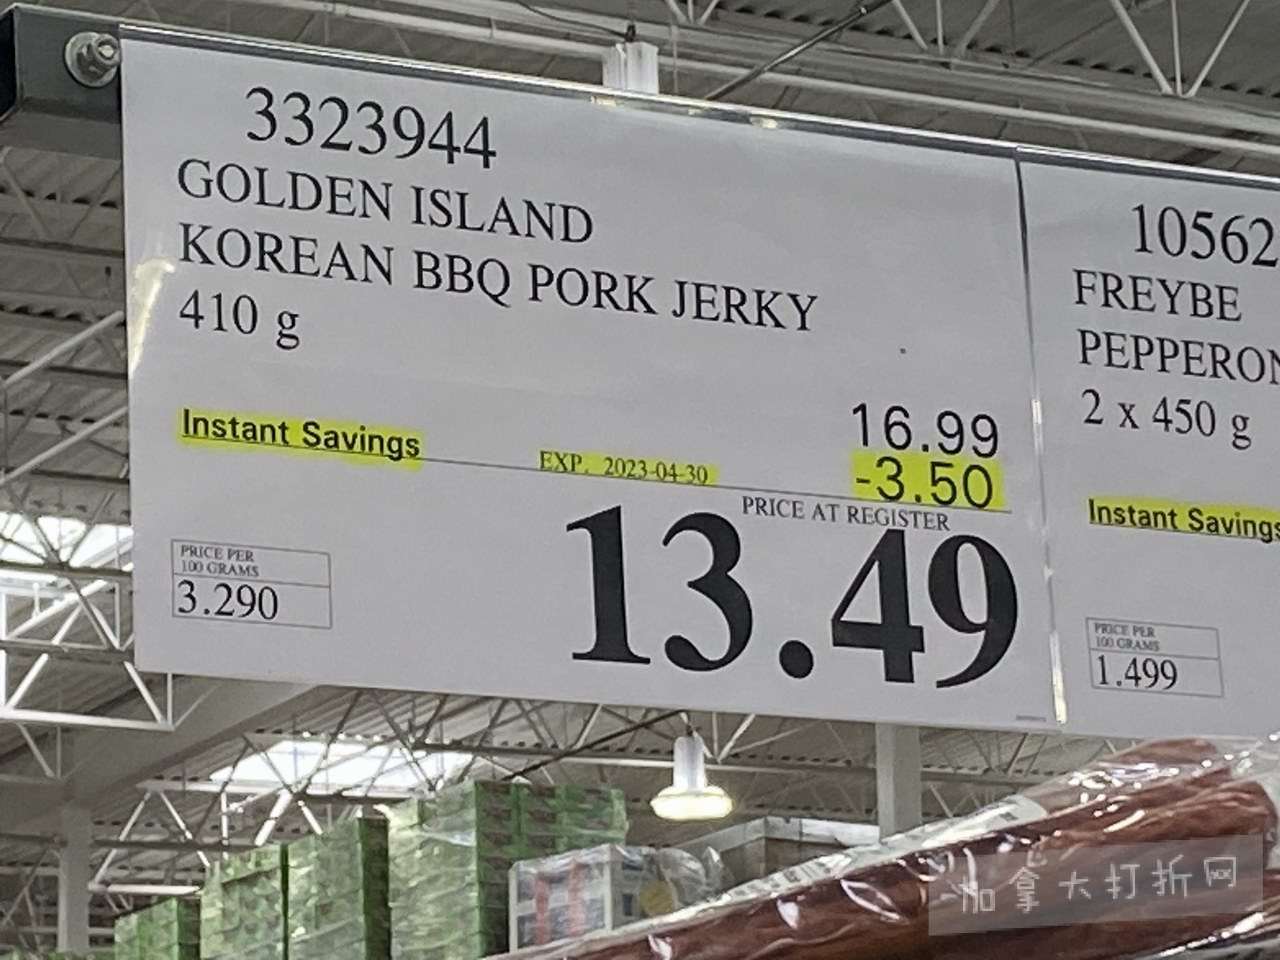 3323944
GOLDEN ISLAND
KOREAN BBQ PORK JERKY
410 g
16.99
Instant Savings EXP. 2023-04-30 -3.50
PRICE AT REGISTER
13.49
PRICE PER
100 GRAMS
3.290
10562
FREYBE
PEPPERON
2 x 450 g
Instant Savings
PRICE PER
100 GRAMS
1.499
加拿大打折网